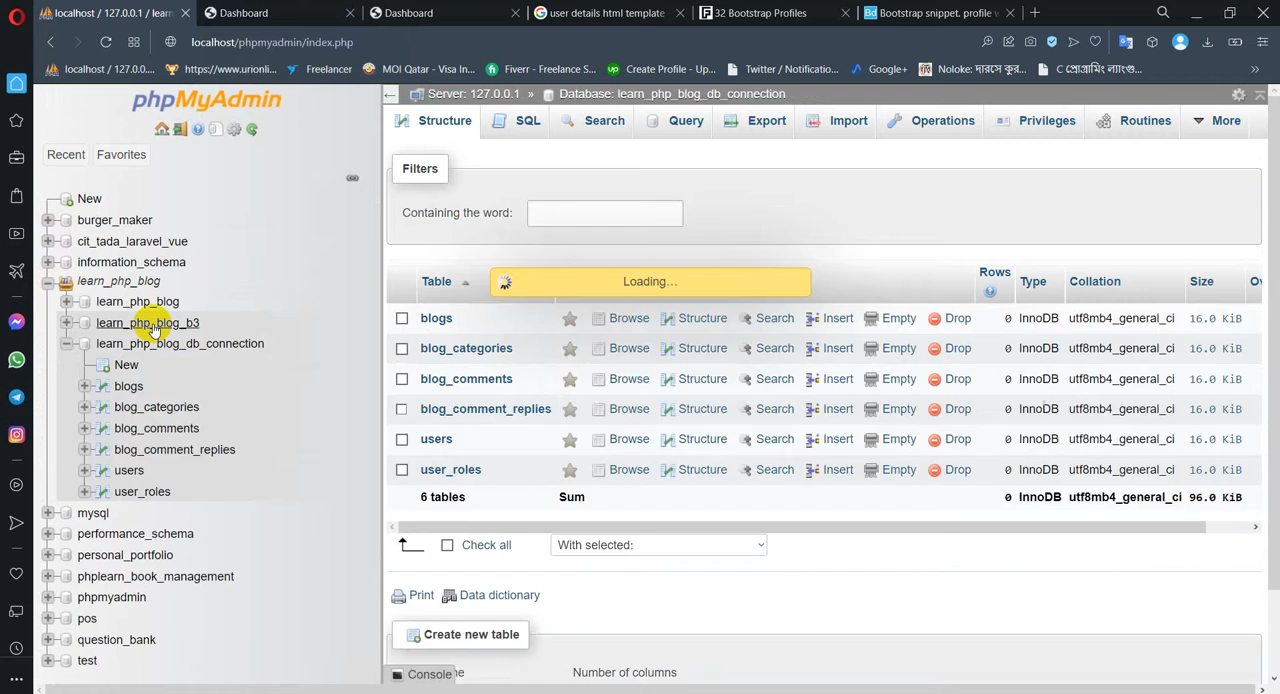 localhost / 127.0.0.1 / learn
Dashboard
Dashboard
user details html template
32 Bootstrap Profiles
Bootstrap snippet. profile w
localhost/phpmyadmin/index.php
localhost / 127.0.0....
https://www.urionli...
Freelancer
MOI Qatar - Visa In...
Fiverr - Freelance S...
Create Profile - Up...
Twitter / Notificatio...
Google+
Noloke: দারসে কুর...
C প্রোগ্রামিং ল্যাংগু...
phpMyAdmin
Recent Favorites
New
burger_maker
cit_tada_laravel_vue
information_schema
learn_php_blog
learn_php_blog
learn_php_blog_b3
learn_php_blog_db_connection
New
blogs
blog_categories
blog_comments
blog_comment_replies
users
user_roles
mysql
performance_schema
personal_portfolio
phplearn_book_management
phpmyadmin
pos
question_bank
test
Server: 127.0.0.1 » Database: learn_php_blog_db_connection
Structure SQL Search Query Export Import Operations Privileges Routines More
Filters
Containing the word:
Loading...
Table Rows Type Collation Size Ov
blogs Browse Structure Search Insert Empty Drop 0 InnoDB utf8mb4_general_ci 16.0 KiB
blog_categories Browse Structure Search Insert Empty Drop 0 InnoDB utf8mb4_general_ci 16.0 KiB
blog_comments Browse Structure Search Insert Empty Drop 0 InnoDB utf8mb4_general_ci 16.0 KiB
blog_comment_replies Browse Structure Search Insert Empty Drop 0 InnoDB utf8mb4_general_ci 16.0 KiB
users Browse Structure Search Insert Empty Drop 0 InnoDB utf8mb4_general_ci 16.0 KiB
user_roles Browse Structure Search Insert Empty Drop 0 InnoDB utf8mb4_general_ci 16.0 KiB
6 tables Sum 0 InnoDB utf8mb4_general_ci 96.0 KiB
Check all With selected:
Print Data dictionary
Create new table
Console
Number of columns